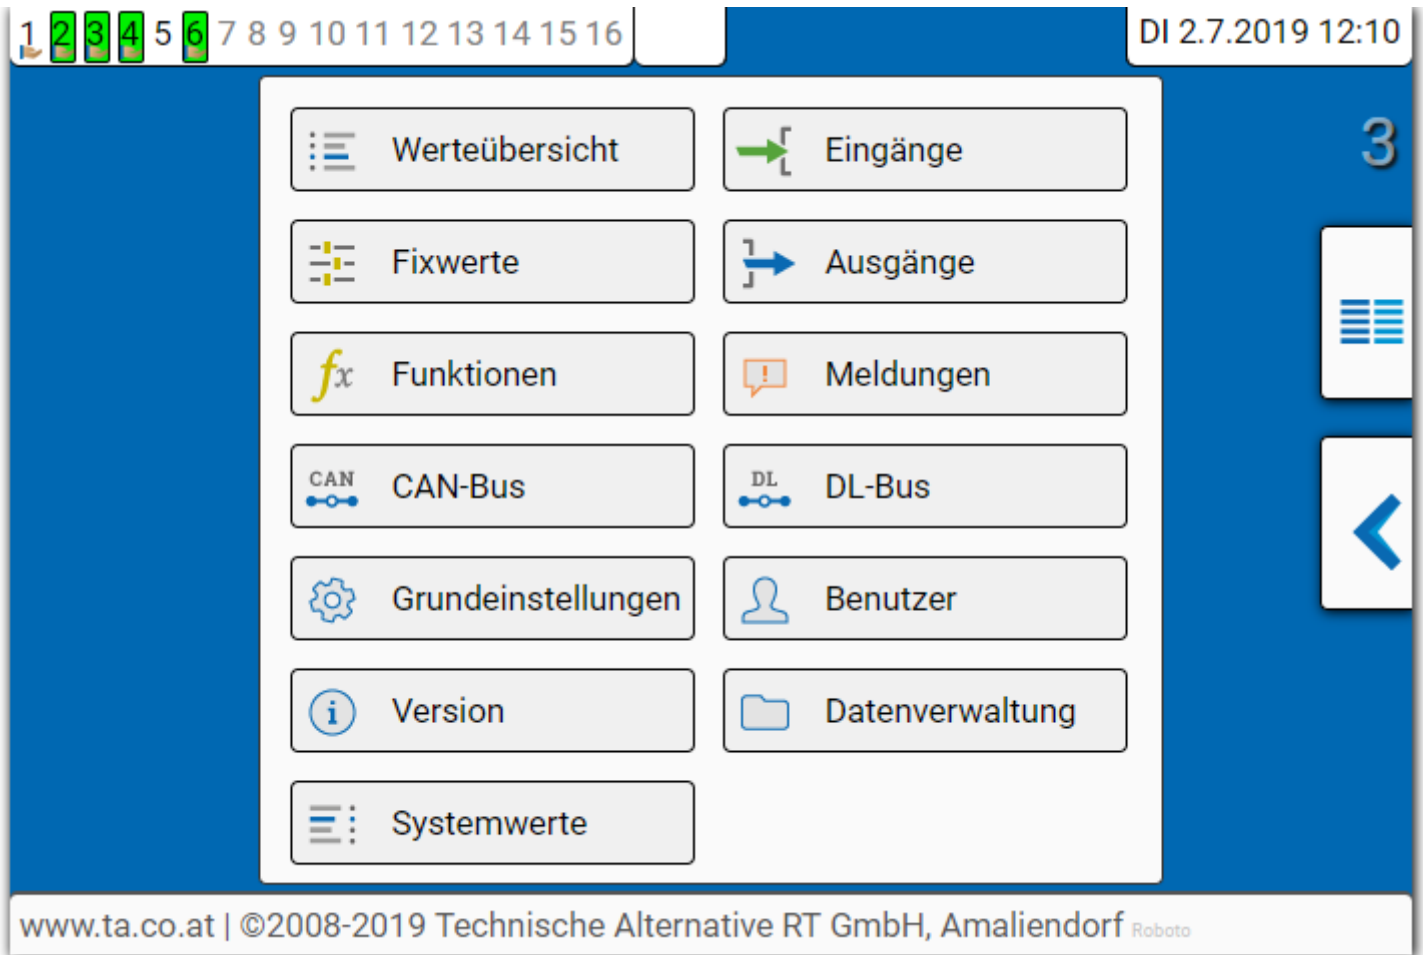 1 2 3 4 5 6 7 8 9 10 11 12 13 14 15 16
DI 2.7.2019 12:10
3
Werteübersicht
Eingänge
Fixwerte
Ausgänge
fx Funktionen
! Meldungen
CAN CAN-Bus
DL DL-Bus
Grundeinstellungen
Benutzer
i Version
Datenverwaltung
Systemwerte
www.ta.co.at | ©2008-2019 Technische Alternative RT GmbH, Amaliendorf Roboto